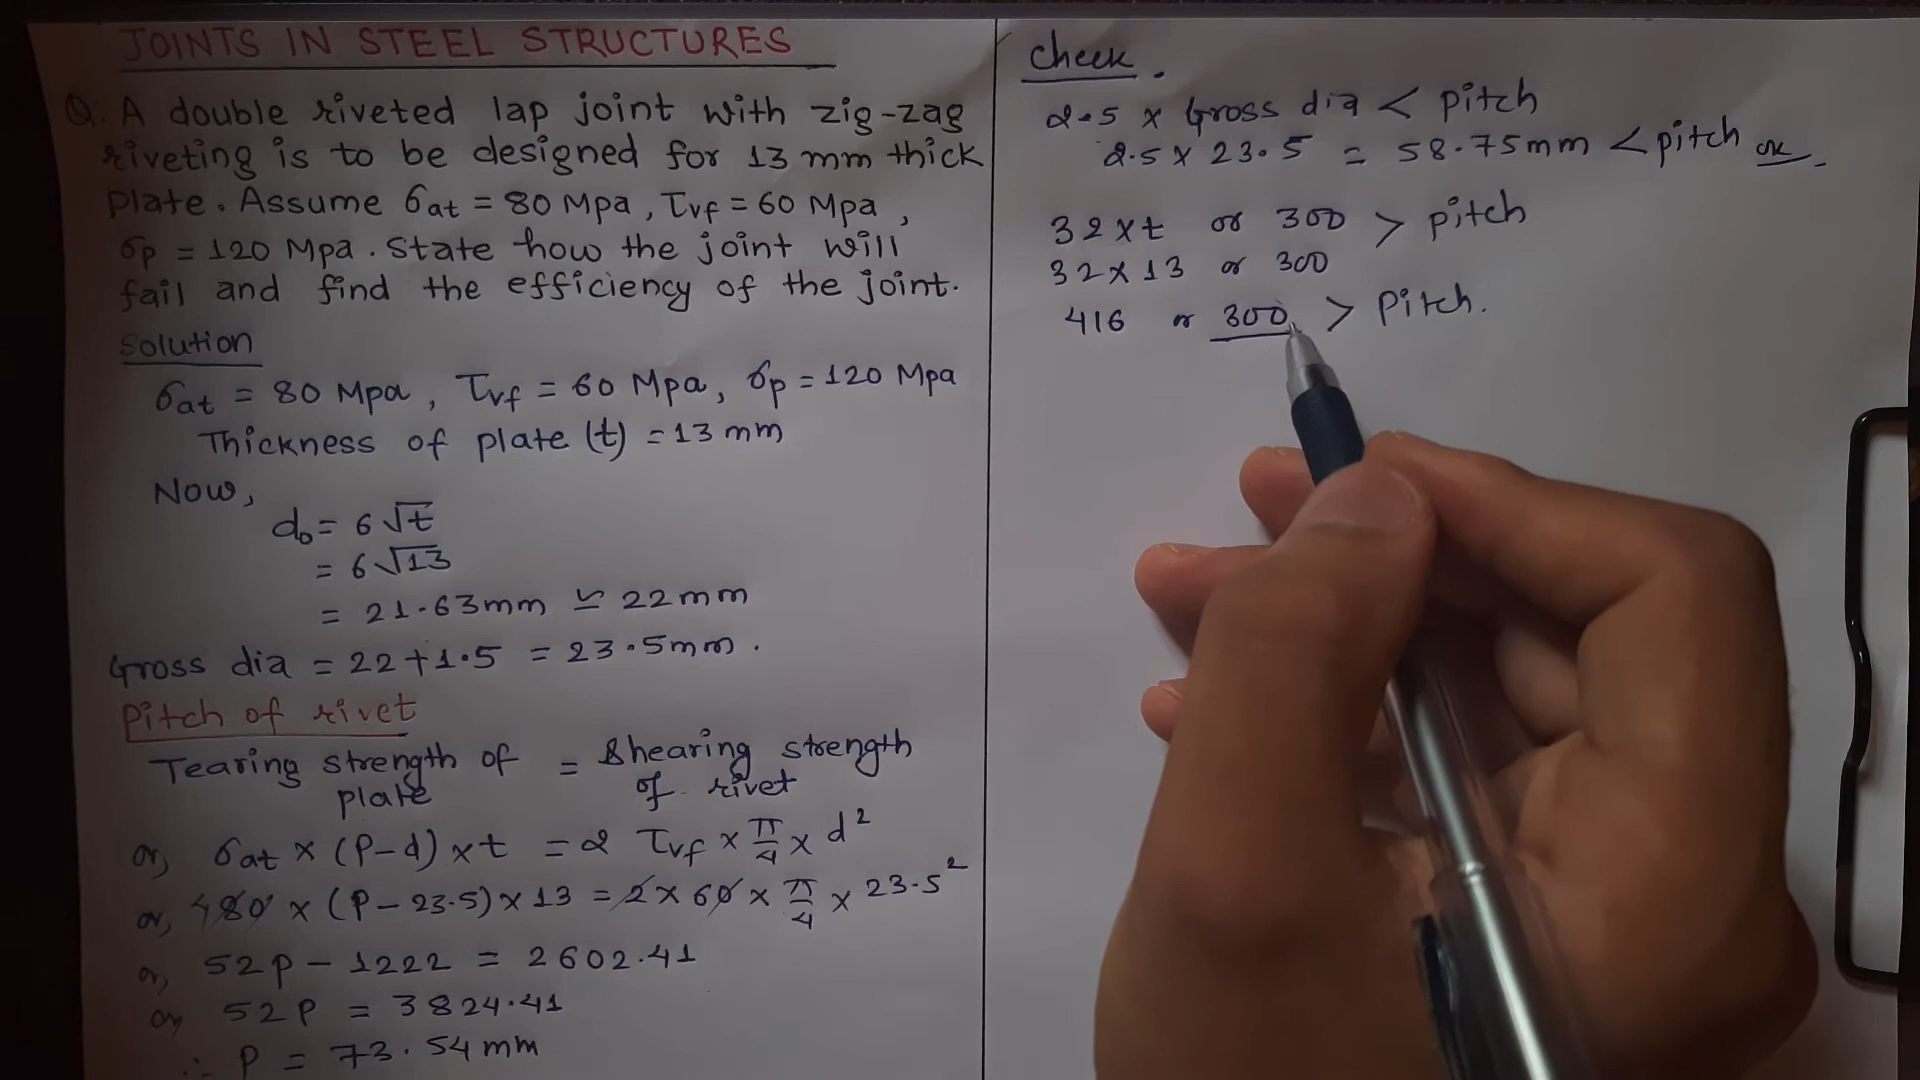 JOINTS IN STEEL STRUCTURES
Q. A double riveted lap joint with zig-zag
riveting is to be designed for 13 mm thick
plate. Assume σat = 80 Mpa, τvf = 60 Mpa,
σp = 120 Mpa. State how the joint will
fail and find the efficiency of the joint.
Solution
σat = 80 Mpa, τvf = 60 Mpa, σp = 120 Mpa
Thickness of plate (t) = 13 mm
Now,
do = 6√t
= 6√13
= 21.63mm ≃ 22mm
Gross dia = 22+1.5 = 23.5mm.
Pitch of rivet
Tearing strength of plate = Shearing strength of rivet
or, σat × (P-d) × t = 2 τvf × π/4 × d²
or, 480 × (P-23.5) × 13 = 2 × 60 × π/4 × 23.5²
or, 52P - 1222 = 2602.41
or, 52P = 3824.41
∴ P = 73.54mm
Check.
2.5 × Gross dia < pitch
2.5 × 23.5 = 58.75mm < pitch ok.
32×t or 300 > pitch
32×13 or 300
416 or 300 > Pitch.